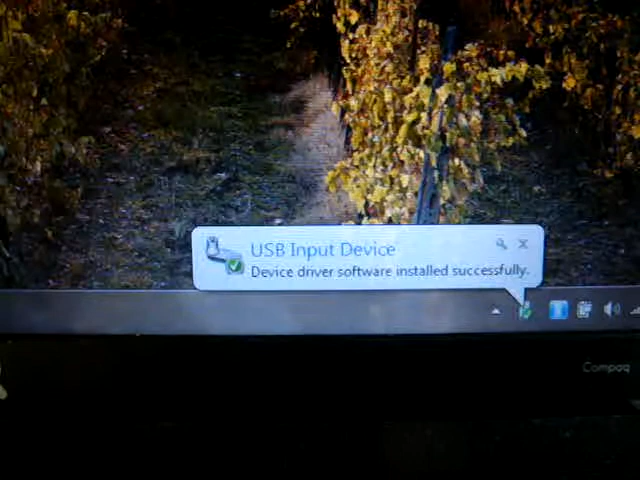 USB Input Device
Device driver software installed successfully.
Compaq